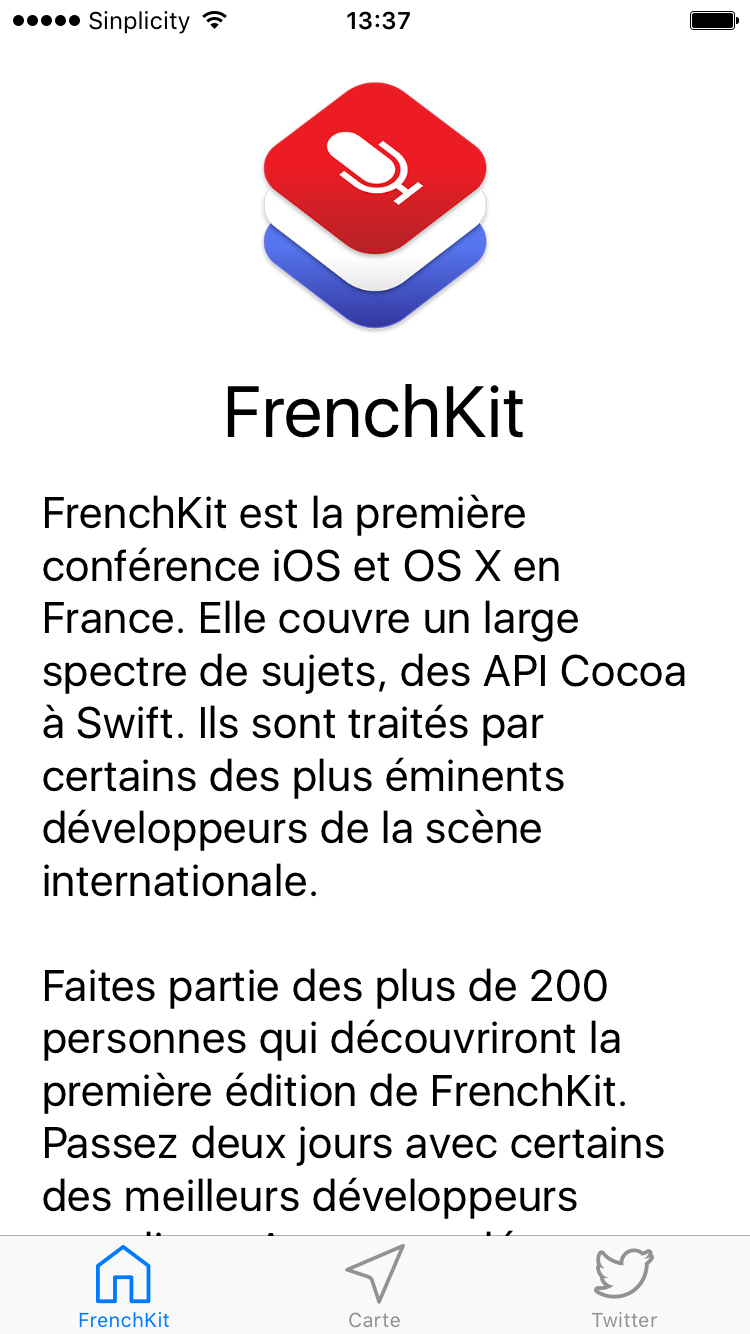 Sinplicity
13:37
FrenchKit
FrenchKit est la première
conférence iOS et OS X en
France. Elle couvre un large
spectre de sujets, des API Cocoa
à Swift. Ils sont traités par
certains des plus éminents
développeurs de la scène
internationale.
Faites partie des plus de 200
personnes qui découvriront la
première édition de FrenchKit.
Passez deux jours avec certains
des meilleurs développeurs
FrenchKit
Carte
Twitter